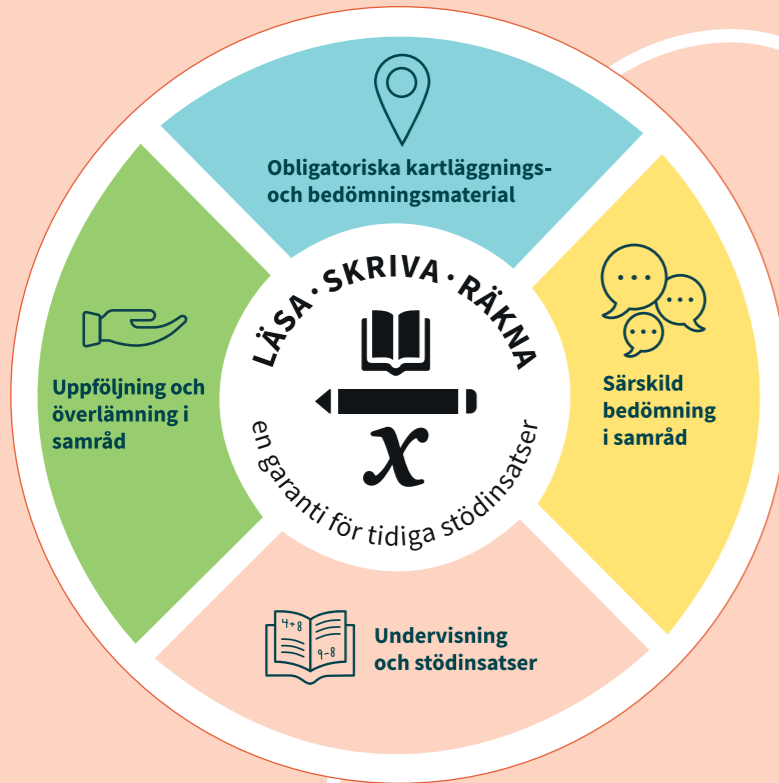 Obligatoriska kartläggnings-
och bedömningsmaterial
LÄSA · SKRIVA · RÄKNA
x
en garanti för tidiga stödinsatser
Särskild
bedömning
i samråd
4+8
9-8
Undervisning
och stödinsatser
Uppföljning och
överlämning i
samråd